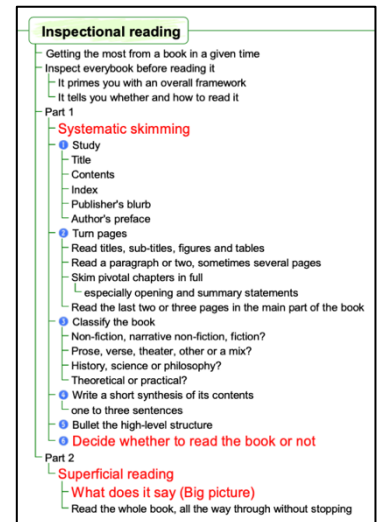 Inspectional reading
Getting the most from a book in a given time
Inspect everybook before reading it
It primes you with an overall framework
It tells you whether and how to read it
Part 1
Systematic skimming
1 Study
Title
Contents
Index
Publisher's blurb
Author's preface
2 Turn pages
Read titles, sub-titles, figures and tables
Read a paragraph or two, sometimes several pages
Skim pivotal chapters in full
especially opening and summary statements
Read the last two or three pages in the main part of the book
3 Classify the book
Non-fiction, narrative non-fiction, fiction?
Prose, verse, theater, other or a mix?
History, science or philosophy?
Theoretical or practical?
4 Write a short synthesis of its contents
one to three sentences
5 Bullet the high-level structure
6 Decide whether to read the book or not
Part 2
Superficial reading
What does it say (Big picture)
Read the whole book, all the way through without stopping